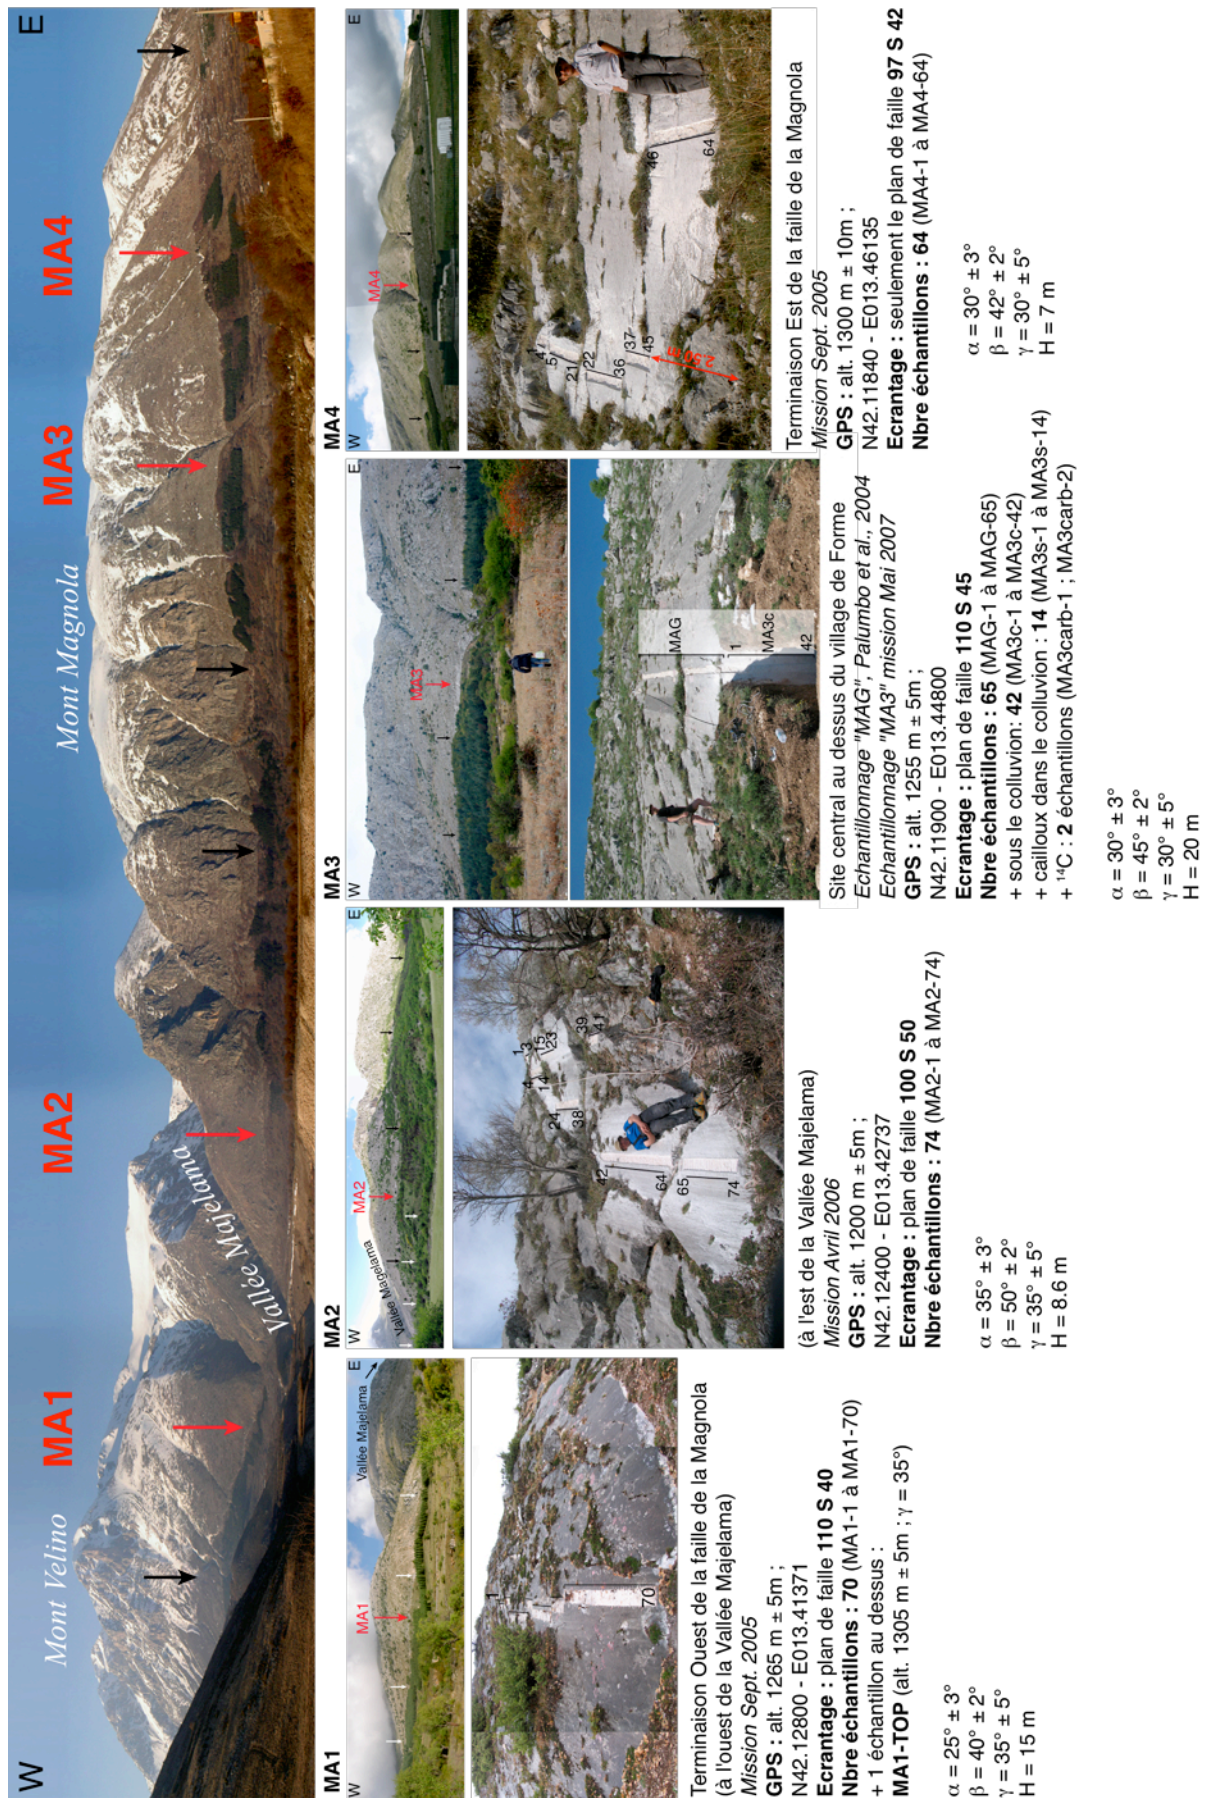 W
E
Mont Velino
MA1
Vallée Majelama
MA2
Mont Magnola
MA3
MA4
MA1
W
E
MA1
Vallée Majelama
1
70
Terminaison Ouest de la faille de la Magnola
(à l'ouest de la Vallée Majelama)
Mission Sept. 2005
GPS : alt. 1265 m ± 5m ;
N42.12800 - E013.41371
Ecrantage : plan de faille 110 S 40
Nbre échantillons : 70 (MA1-1 à MA1-70)
+ 1 échantillon au dessus :
MA1-TOP (alt. 1305 m ± 5m ; γ = 35°)
α = 25° ± 3°
β = 40° ± 2°
γ = 35° ± 5°
H = 15 m
MA2
W
E
MA2
Vallée Magelama
1
3
4
14
15
23
24
38
39
41
42
64
65
74
(à l'est de la Vallée Majelama)
Mission Avril 2006
GPS : alt. 1200 m ± 5m ;
N42.12400 - E013.42737
Ecrantage : plan de faille 100 S 50
Nbre échantillons : 74 (MA2-1 à MA2-74)
α = 35° ± 3°
β = 50° ± 2°
γ = 35° ± 5°
H = 8.6 m
MA3
W
E
MA3
MAG
1
MA3c
42
Site central au dessus du village de Forme
Echantillonnage "MAG", Palumbo et al., 2004
Echantillonnage "MA3" mission Mai 2007
GPS : alt. 1255 m ± 5m ;
N42.11900 - E013.44800
Ecrantage : plan de faille 110 S 45
Nbre échantillons : 65 (MAG-1 à MAG-65)
+ sous le colluvion: 42 (MA3c-1 à MA3c-42)
+ cailloux dans le colluvion : 14 (MA3s-1 à MA3s-14)
+ ¹⁴C : 2 échantillons (MA3carb-1 ; MA3carb-2)
α = 30° ± 3°
β = 45° ± 2°
γ = 30° ± 5°
H = 20 m
MA4
W
E
MA4
1
4
5
21
22
36
37
45
46
64
2.50 m
Terminaison Est de la faille de la Magnola
Mission Sept. 2005
GPS : alt. 1300 m ± 10m ;
N42.11840 - E013.46135
Ecrantage : seulement le plan de faille 97 S 42
Nbre échantillons : 64 (MA4-1 à MA4-64)
α = 30° ± 3°
β = 42° ± 2°
γ = 30° ± 5°
H = 7 m